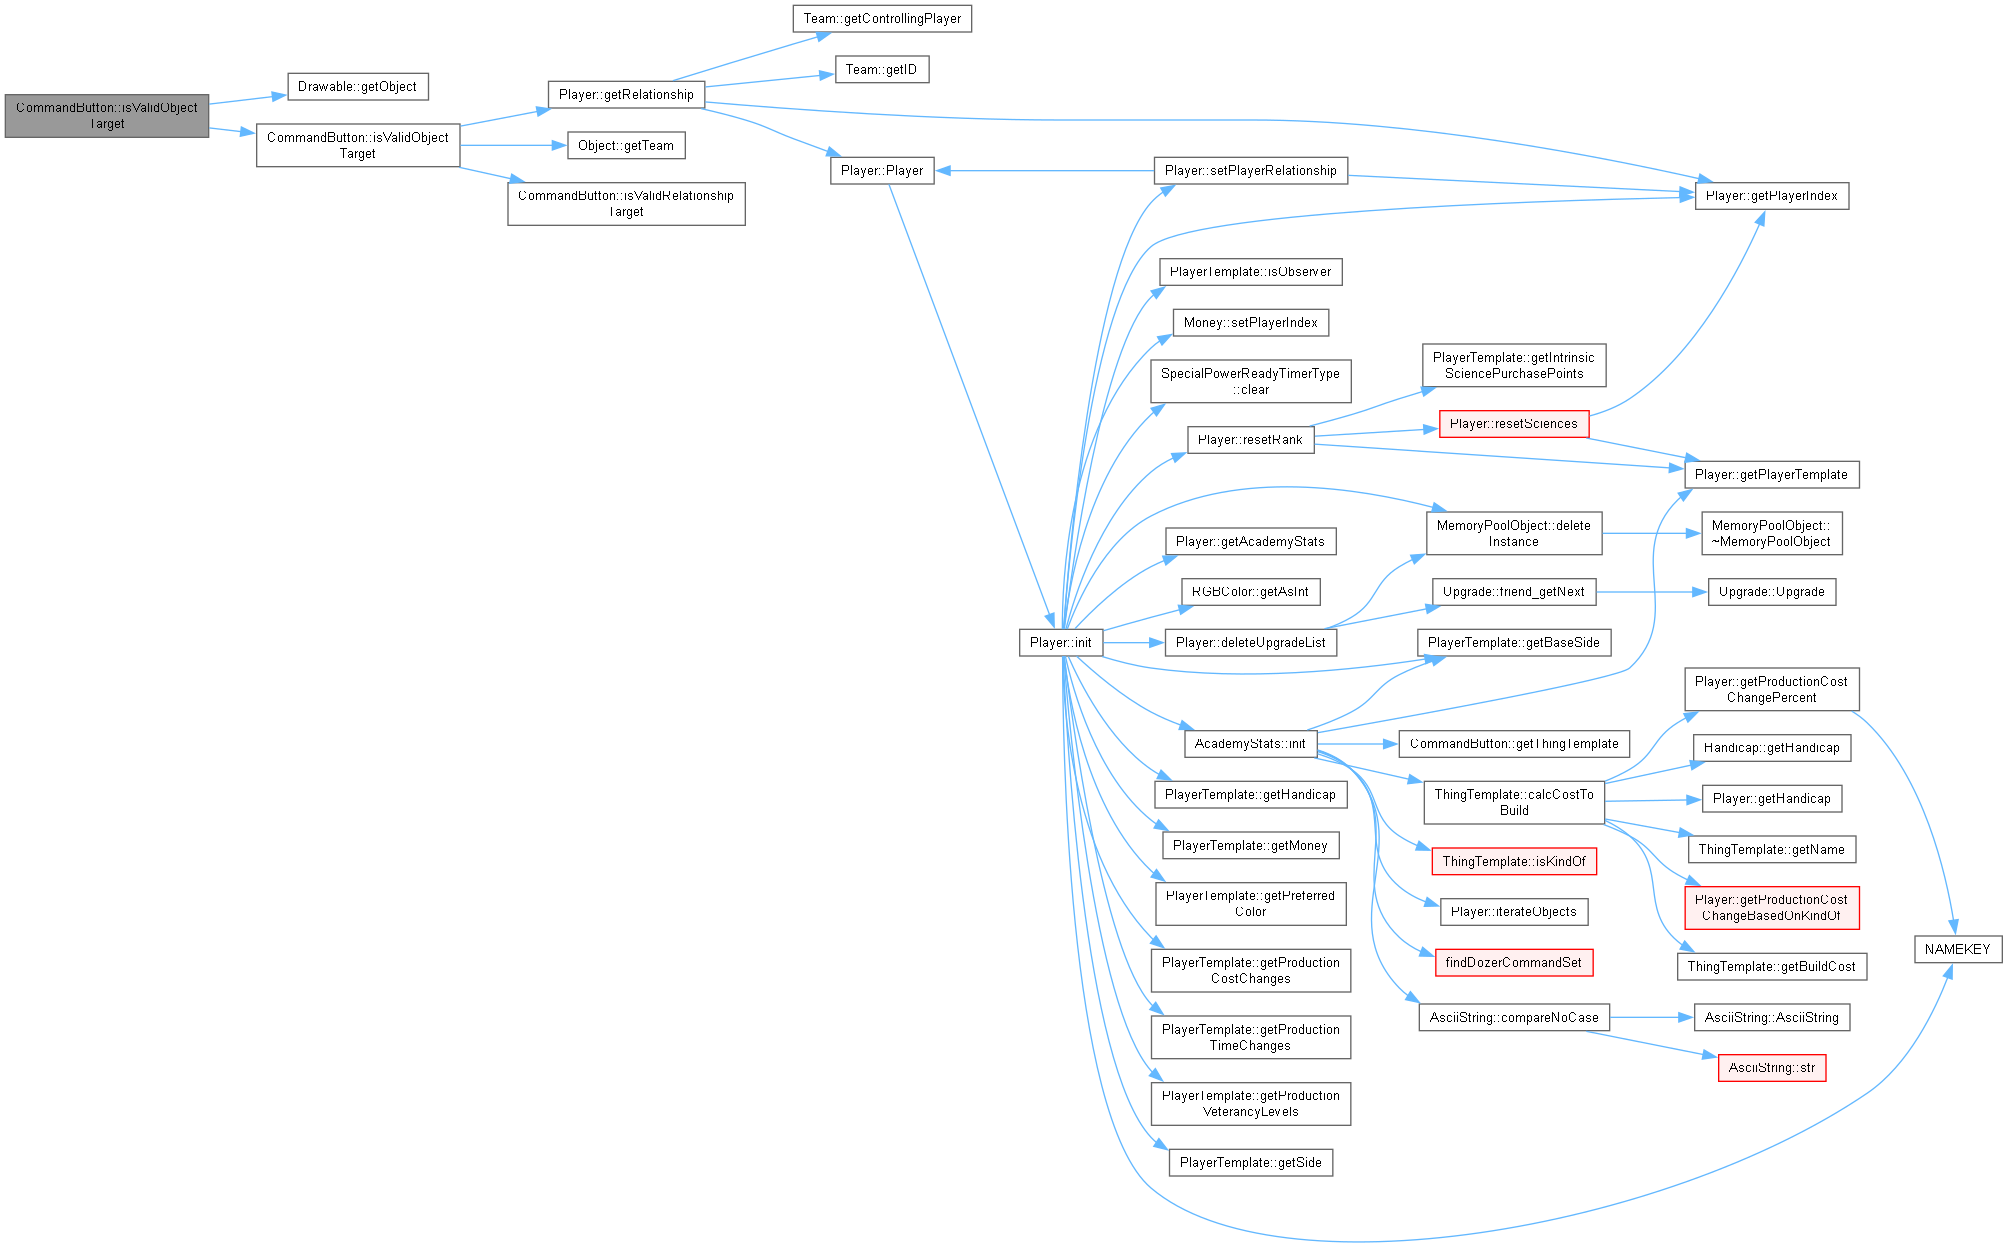 CommandButton::isValidObject
Target
Drawable::getObject
CommandButton::isValidObject
Target
Player::getRelationship
Object::getTeam
CommandButton::isValidRelationship
Target
Team::getControllingPlayer
Team::getID
Player::Player
Player::init
Player::setPlayerRelationship
PlayerTemplate::isObserver
Money::setPlayerIndex
SpecialPowerReadyTimerType
::clear
Player::resetRank
Player::getAcademyStats
RGBColor::getAsInt
Player::deleteUpgradeList
AcademyStats::init
PlayerTemplate::getHandicap
PlayerTemplate::getMoney
PlayerTemplate::getPreferred
Color
PlayerTemplate::getProduction
CostChanges
PlayerTemplate::getProduction
TimeChanges
PlayerTemplate::getProduction
VeterancyLevels
PlayerTemplate::getSide
PlayerTemplate::getIntrinsic
SciencePurchasePoints
Player::resetSciences
MemoryPoolObject::delete
Instance
Upgrade::friend_getNext
PlayerTemplate::getBaseSide
CommandButton::getThingTemplate
ThingTemplate::calcCostTo
Build
ThingTemplate::isKindOf
Player::iterateObjects
findDozerCommandSet
AsciiString::compareNoCase
Player::getPlayerIndex
Player::getPlayerTemplate
MemoryPoolObject::
~MemoryPoolObject
Upgrade::Upgrade
Player::getProductionCost
ChangePercent
Handicap::getHandicap
Player::getHandicap
ThingTemplate::getName
Player::getProductionCost
ChangeBasedOnKindOf
ThingTemplate::getBuildCost
AsciiString::AsciiString
AsciiString::str
NAMEKEY